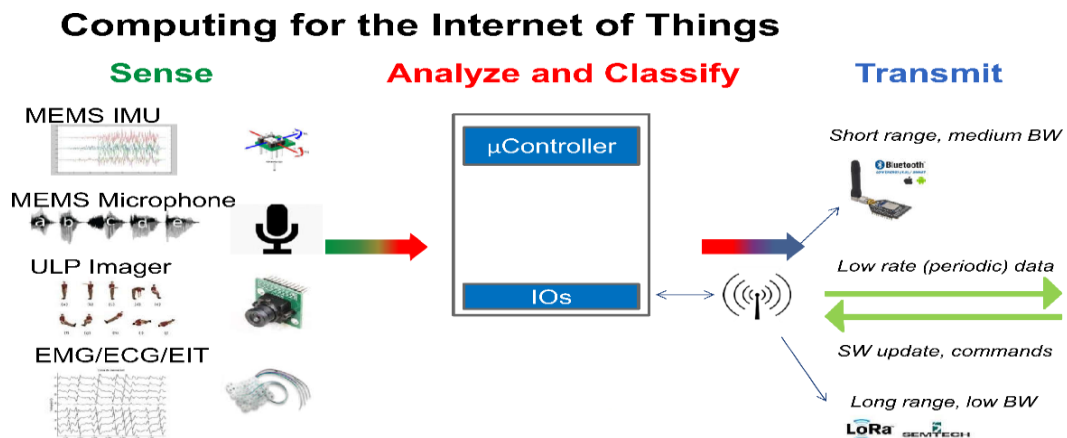 Computing for the Internet of Things
Sense
Analyze and Classify
Transmit
MEMS IMU
MEMS Microphone
a b c d e
ULP Imager
EMG/ECG/EIT
μController
IOs
Short range, medium BW
Bluetooth
Low rate (periodic) data
SW update, commands
Long range, low BW
LoRa
SEMTECH